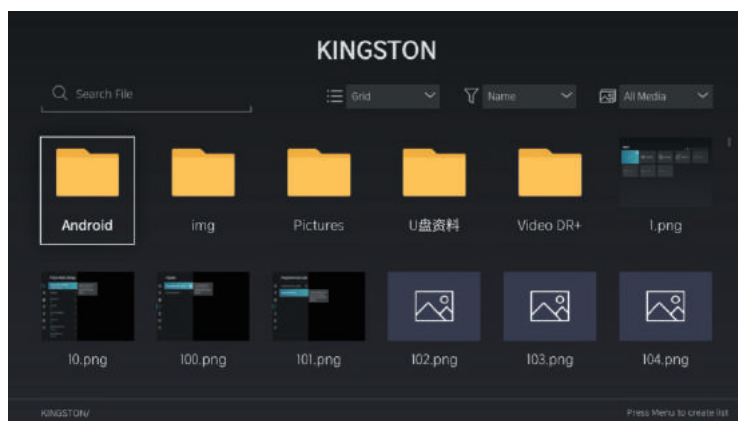 KINGSTON
Search File
Grid
Name
All Media
Android
img
Pictures
U盘资料
Video DR+
1.png
10.png
100.png
101.png
102.png
103.png
104.png
KINGSTON/
Press Menu to create list